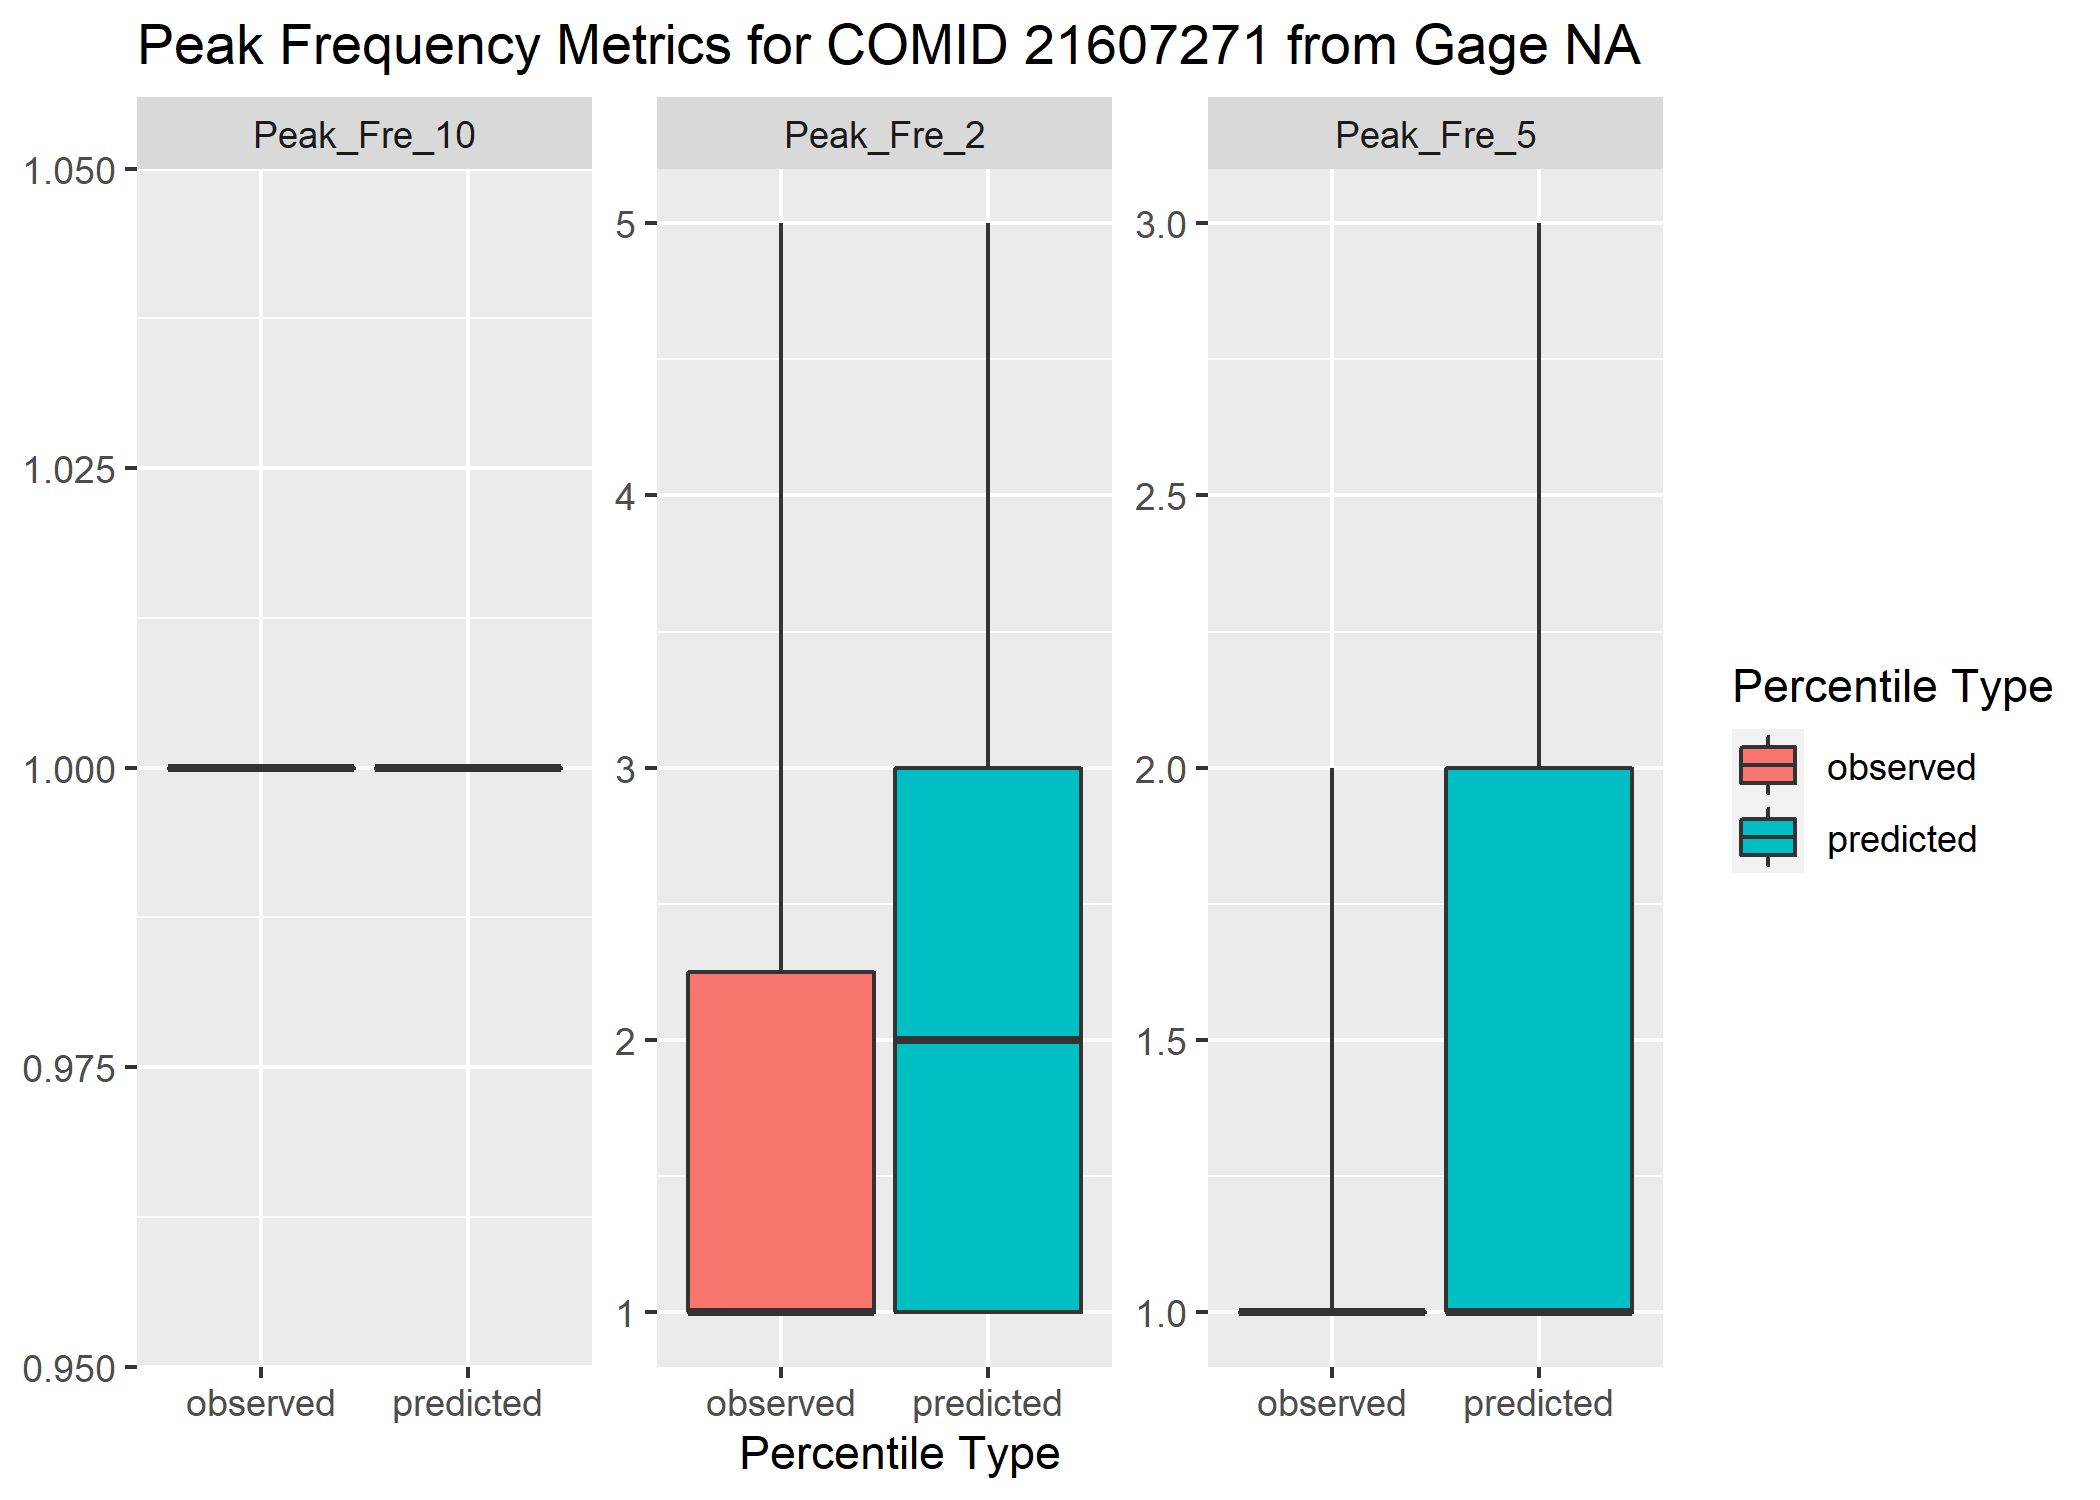 Peak Frequency Metrics for COMID 21607271 from Gage NA
Peak_Fre_10
Peak_Fre_2
Peak_Fre_5
1.050
1.025
1.000
0.975
0.950
5
4
3
2
1
3.0
2.5
2.0
1.5
1.0
observed predicted
observed predicted
observed predicted
Percentile Type
Percentile Type
observed
predicted